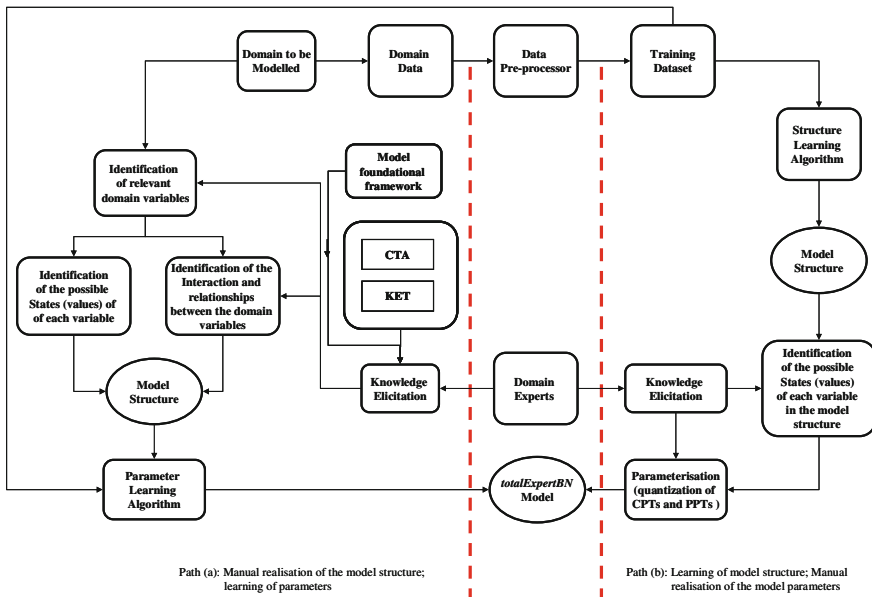 Domain to be
Modelled
Domain
Data
Data
Pre-processor
Training
Dataset
Structure
Learning
Algorithm
Identification
of relevant
domain variables
Model
foundational
framework
CTA
KET
Model
Structure
Identification
of the possible
States (values) of
of each variable
Identification of the
Interaction and
relationships
between the domain
variables
Model
Structure
Knowledge
Elicitation
Domain
Experts
Knowledge
Elicitation
Identification
of the possible
States (values)
of each variable
in the model
structure
Parameter
Learning
Algorithm
totalExpertBN
Model
Parameterisation
(quantization of
CPTs and PPTs )
Path (a): Manual realisation of the model structure;
learning of parameters
Path (b): Learning of model structure; Manual
realisation of the model parameters